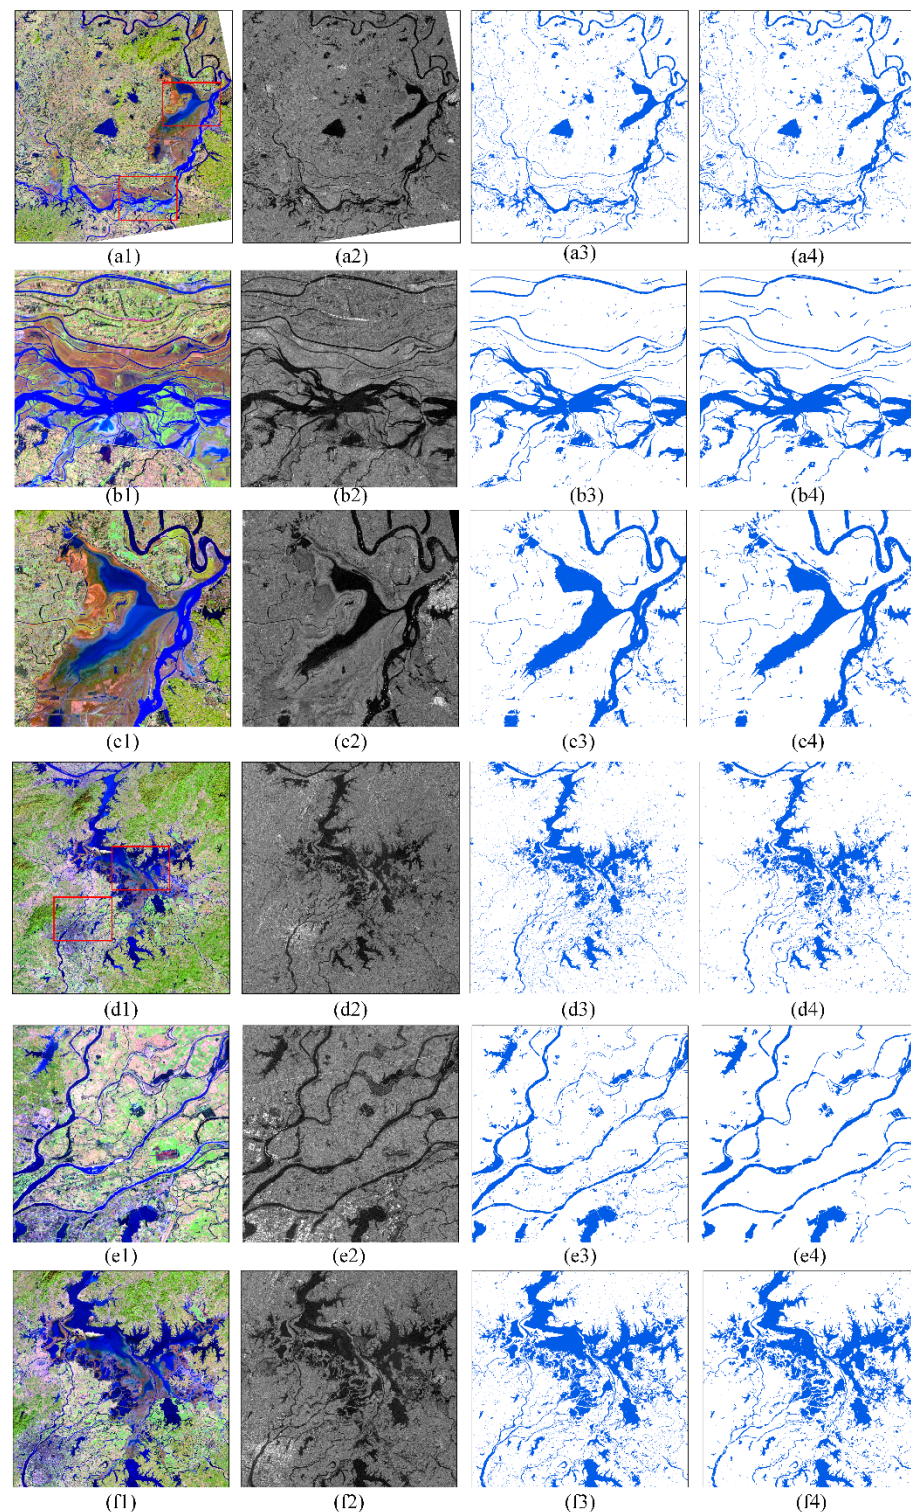 (a1) (a2) (a3) (a4)
(b1) (b2) (b3) (b4)
(c1) (c2) (c3) (c4)
(d1) (d2) (d3) (d4)
(e1) (e2) (e3) (e4)
(f1) (f2) (f3) (f4)